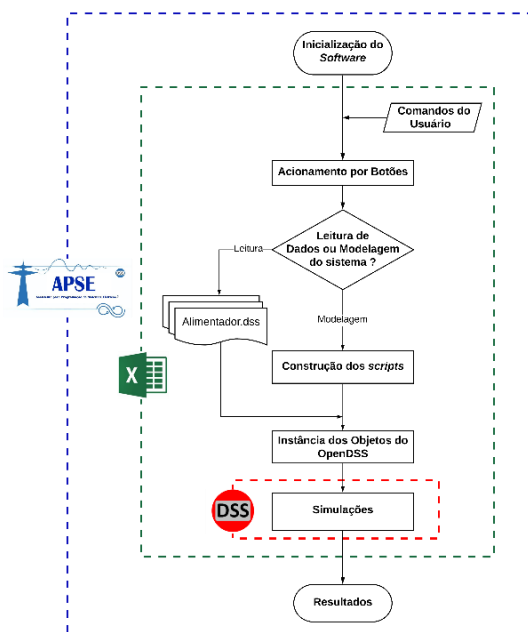 Inicialização do
Software
Comandos do
Usuário
Acionamento por Botões
Leitura de
Dados ou Modelagem
do sistema ?
Leitura
Modelagem
APSE
Alimentador.dss
X
Construção dos scripts
Instância dos Objetos do
OpenDSS
DSS
Simulações
Resultados